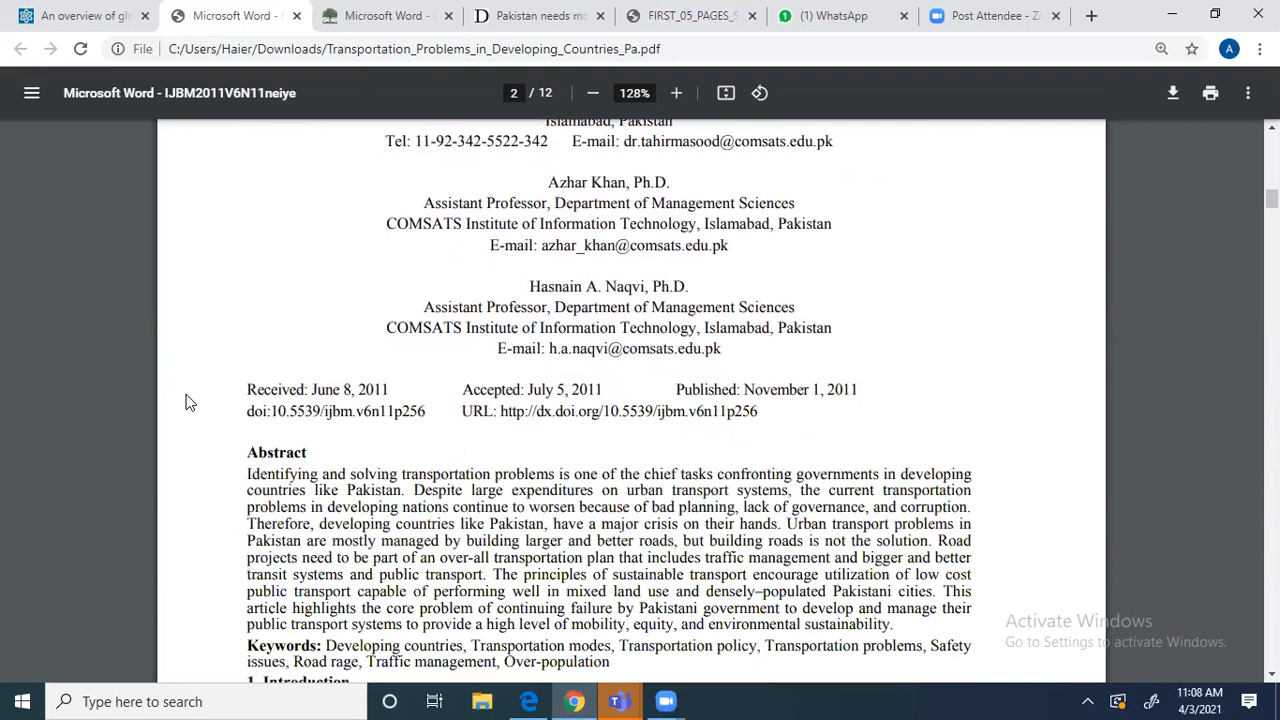 An overview of gl
Microsoft Word -
Microsoft Word - D
Pakistan needs mo
FIRST_05_PAGES_S
(1) WhatsApp
Post Attendee - Z
File
C:/Users/Haier/Downloads/Transportation_Problems_in_Developing_Countries_Pa.pdf
A
Microsoft Word - IJBM2011V6N11neiye
2 / 12
128%
Islamabad, Pakistan
Tel: 11-92-342-5522-342 E-mail: dr.tahirmasood@comsats.edu.pk
Azhar Khan, Ph.D.
Assistant Professor, Department of Management Sciences
COMSATS Institute of Information Technology, Islamabad, Pakistan
E-mail: azhar_khan@comsats.edu.pk
Hasnain A. Naqvi, Ph.D.
Assistant Professor, Department of Management Sciences
COMSATS Institute of Information Technology, Islamabad, Pakistan
E-mail: h.a.naqvi@comsats.edu.pk
Received: June 8, 2011 Accepted: July 5, 2011 Published: November 1, 2011
doi:10.5539/ijbm.v6n11p256 URL: http://dx.doi.org/10.5539/ijbm.v6n11p256
Abstract
Identifying and solving transportation problems is one of the chief tasks confronting governments in developing
countries like Pakistan. Despite large expenditures on urban transport systems, the current transportation
problems in developing nations continue to worsen because of bad planning, lack of governance, and corruption.
Therefore, developing countries like Pakistan, have a major crisis on their hands. Urban transport problems in
Pakistan are mostly managed by building larger and better roads, but building roads is not the solution. Road
projects need to be part of an over-all transportation plan that includes traffic management and bigger and better
transit systems and public transport. The principles of sustainable transport encourage utilization of low cost
public transport capable of performing well in mixed land use and densely–populated Pakistani cities. This
article highlights the core problem of continuing failure by Pakistani government to develop and manage their
public transport systems to provide a high level of mobility, equity, and environmental sustainability.
Keywords: Developing countries, Transportation modes, Transportation policy, Transportation problems, Safety
issues, Road rage, Traffic management, Over-population
1. Introduction
Activate Windows
Go to Settings to activate Windows.
Type here to search
11:08 AM
4/3/2021